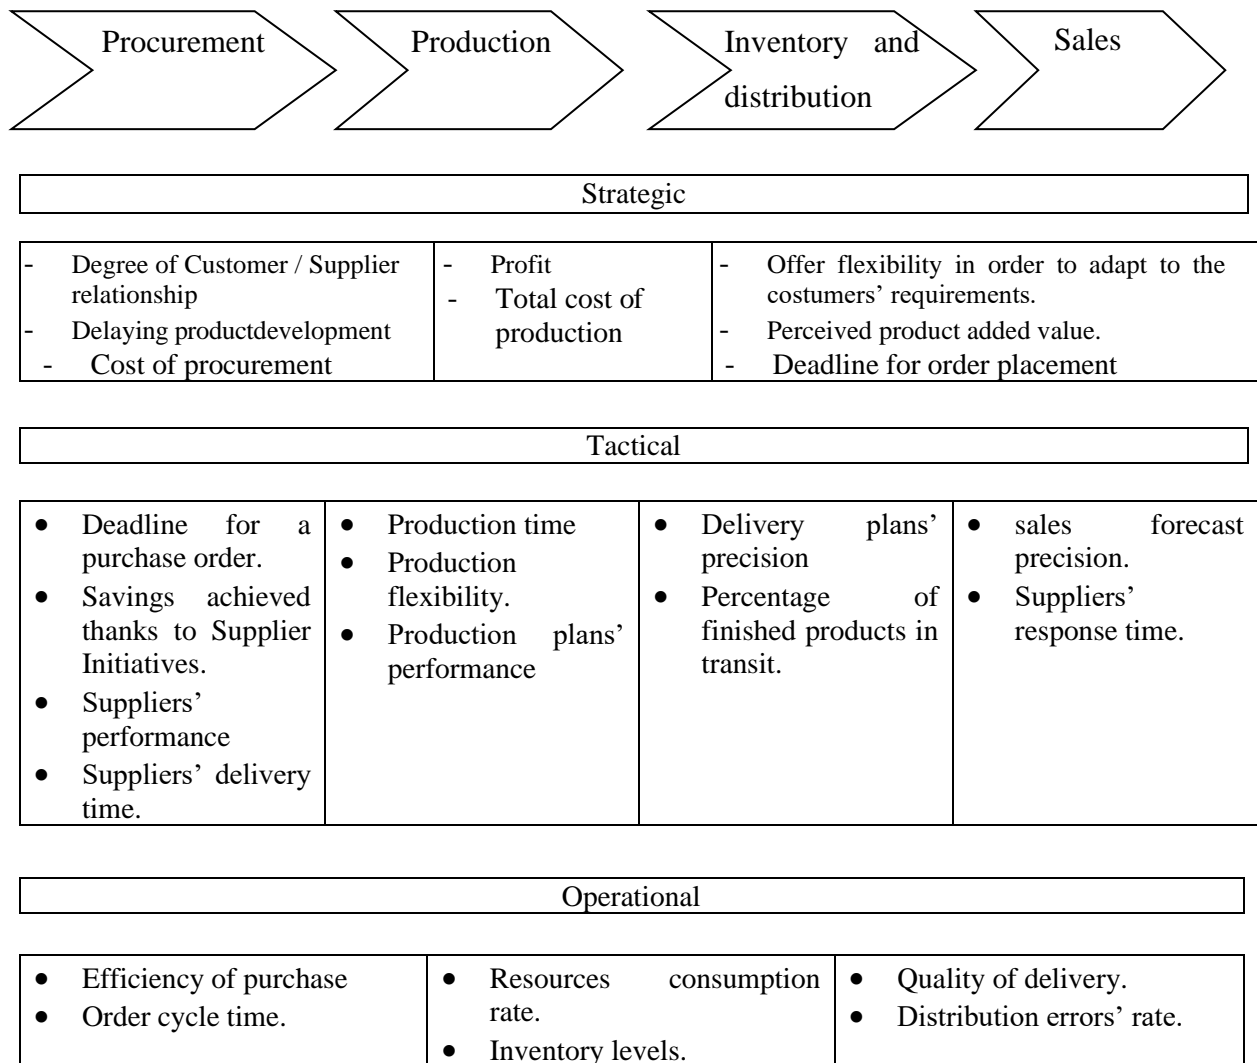 Procurement
Production
Inventory and
distribution
Sales
Strategic
- Degree of Customer / Supplier
relationship
- Delaying productdevelopment
- Cost of procurement
- Profit
- Total cost of
production
- Offer flexibility in order to adapt to the
costumers’ requirements.
- Perceived product added value.
- Deadline for order placement
Tactical
• Deadline for a
purchase order.
• Savings achieved
thanks to Supplier
Initiatives.
• Suppliers’
performance
• Suppliers’ delivery
time.
• Production time
• Production
flexibility.
• Production plans’
performance
• Delivery plans’
precision
• Percentage of
finished products in
transit.
• sales forecast
precision.
• Suppliers’
response time.
Operational
• Efficiency of purchase
• Order cycle time.
• Resources consumption
rate.
• Inventory levels.
• Quality of delivery.
• Distribution errors’ rate.